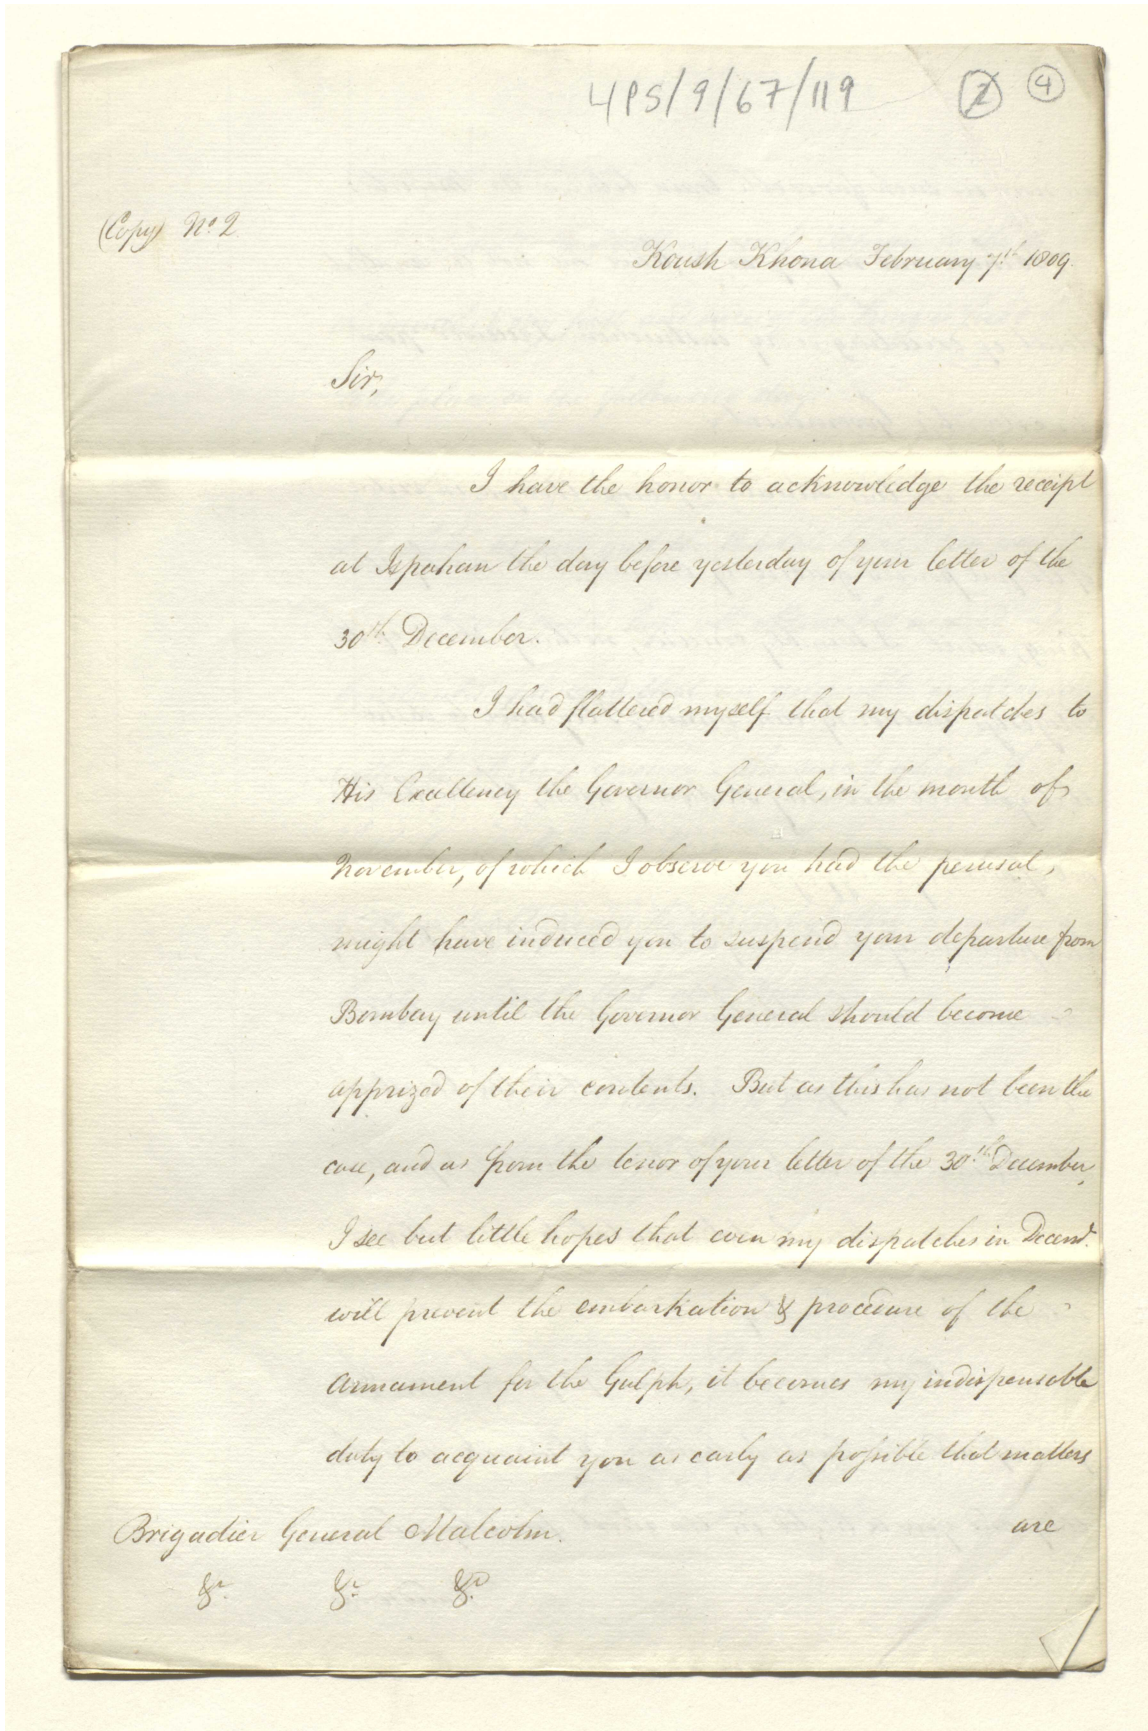 LPS/9/67/119 2 4
(Copy) No. 2
Koush Khona February 7th. 1809.
Sir,
I have the honor to acknowledge the receipt
at Ispahan the day before yesterday of your letter of the
30th. December.
I had flattered myself that my dispatches to
His Excellency the Governor General, in the month of
November, of which I observe you had the perusal,
might have induced you to suspend your departure from
Bombay until the Governor General should become
apprized of their contents. But as this has not been the
case, and as from the tenor of your letter of the 30th. December,
I see but little hopes that even my dispatches in Decemr.
will prevent the embarkation & procedure of the
Armament for the Gulph, it becomes my indispensable
duty to acquaint you as early as possible that matters
are
Brigadier General Malcolm.
&c. &c. &c.